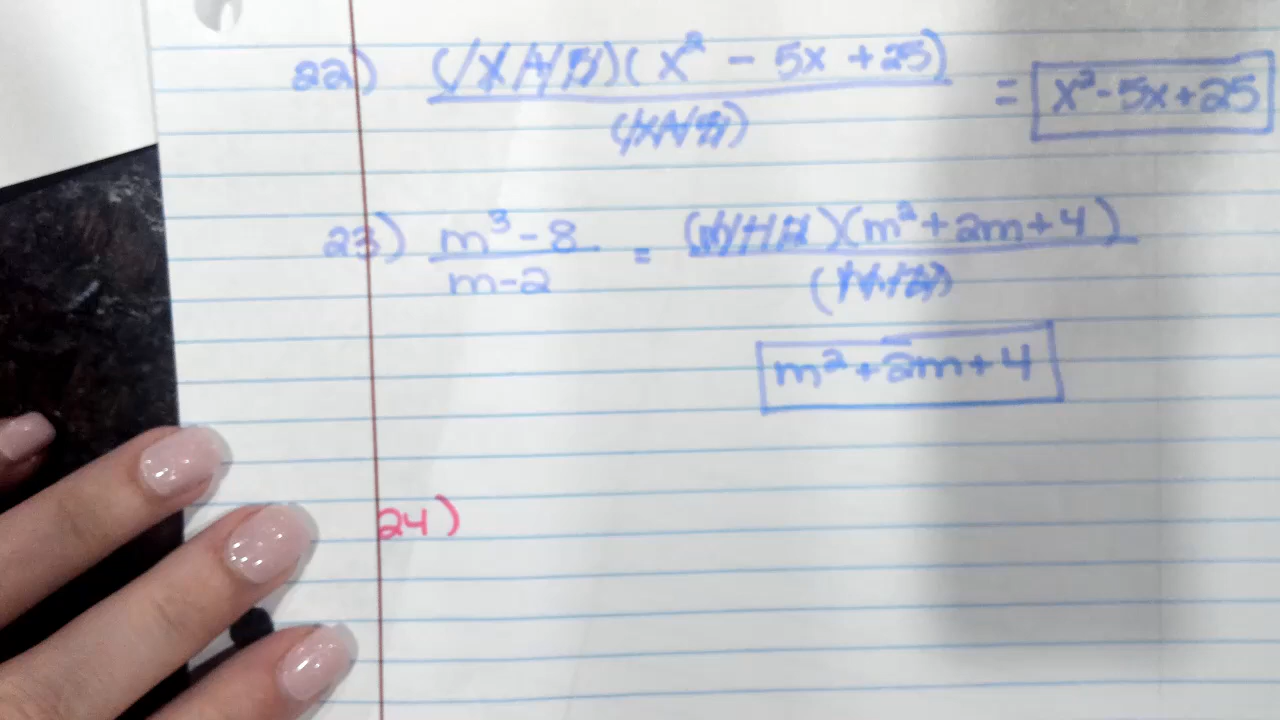 22) (x+5)(x² - 5x + 25) / (x+5) = x² - 5x + 25
23) m³ - 8 / m - 2 = (m-2)(m² + 2m + 4) / (m-2)
m² + 2m + 4
24)